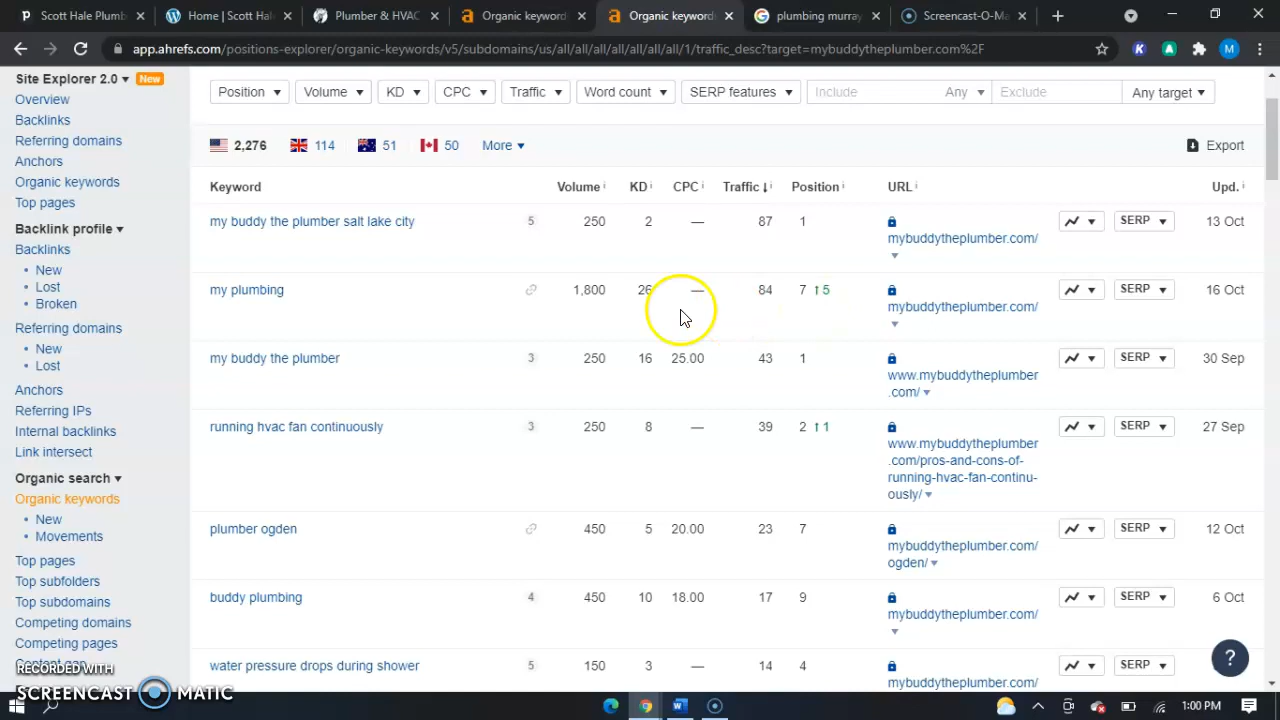 Scott Hale Plumb
Home | Scott Hale
Plumber & HVAC
Organic keyword
Organic keyword
plumbing murray
Screencast-O-Ma
app.ahrefs.com/positions-explorer/organic-keywords/v5/subdomains/us/all/all/all/all/all/all/all/1/traffic_desc?target=mybuddytheplumber.com%2F
M
Site Explorer 2.0 New
Overview
Backlinks
Referring domains
Anchors
Organic keywords
Top pages
Backlink profile
Backlinks
New
Lost
Broken
Referring domains
New
Lost
Anchors
Referring IPs
Internal backlinks
Link intersect
Organic search
Organic keywords
New
Movements
Top pages
Top subfolders
Top subdomains
Competing domains
Competing pages
Position Volume KD CPC Traffic Word count SERP features Include Any Exclude Any target
2,276 114 51 50 More Export
Keyword Volume KD CPC Traffic Position URL Upd.
my buddy the plumber salt lake city 5 250 2 — 87 1 SERP 13 Oct
mybuddytheplumber.com/
my plumbing 1,800 26 — 84 7 ↑5 SERP 16 Oct
mybuddytheplumber.com/
my buddy the plumber 3 250 16 25.00 43 1 SERP 30 Sep
www.mybuddytheplumber
.com/
running hvac fan continuously 3 250 8 — 39 2 ↑1 SERP 27 Sep
www.mybuddytheplumber
.com/pros-and-cons-of-
running-hvac-fan-continu-
ously/
plumber ogden 450 5 20.00 23 7 SERP 12 Oct
mybuddytheplumber.com/
ogden/
buddy plumbing 4 450 10 18.00 17 9 SERP 6 Oct
mybuddytheplumber.com/
water pressure drops during shower 5 150 3 — 14 4 SERP
mybuddytheplumber.com/
?
RECORDED WITH
SCREENCAST MATIC
1:00 PM